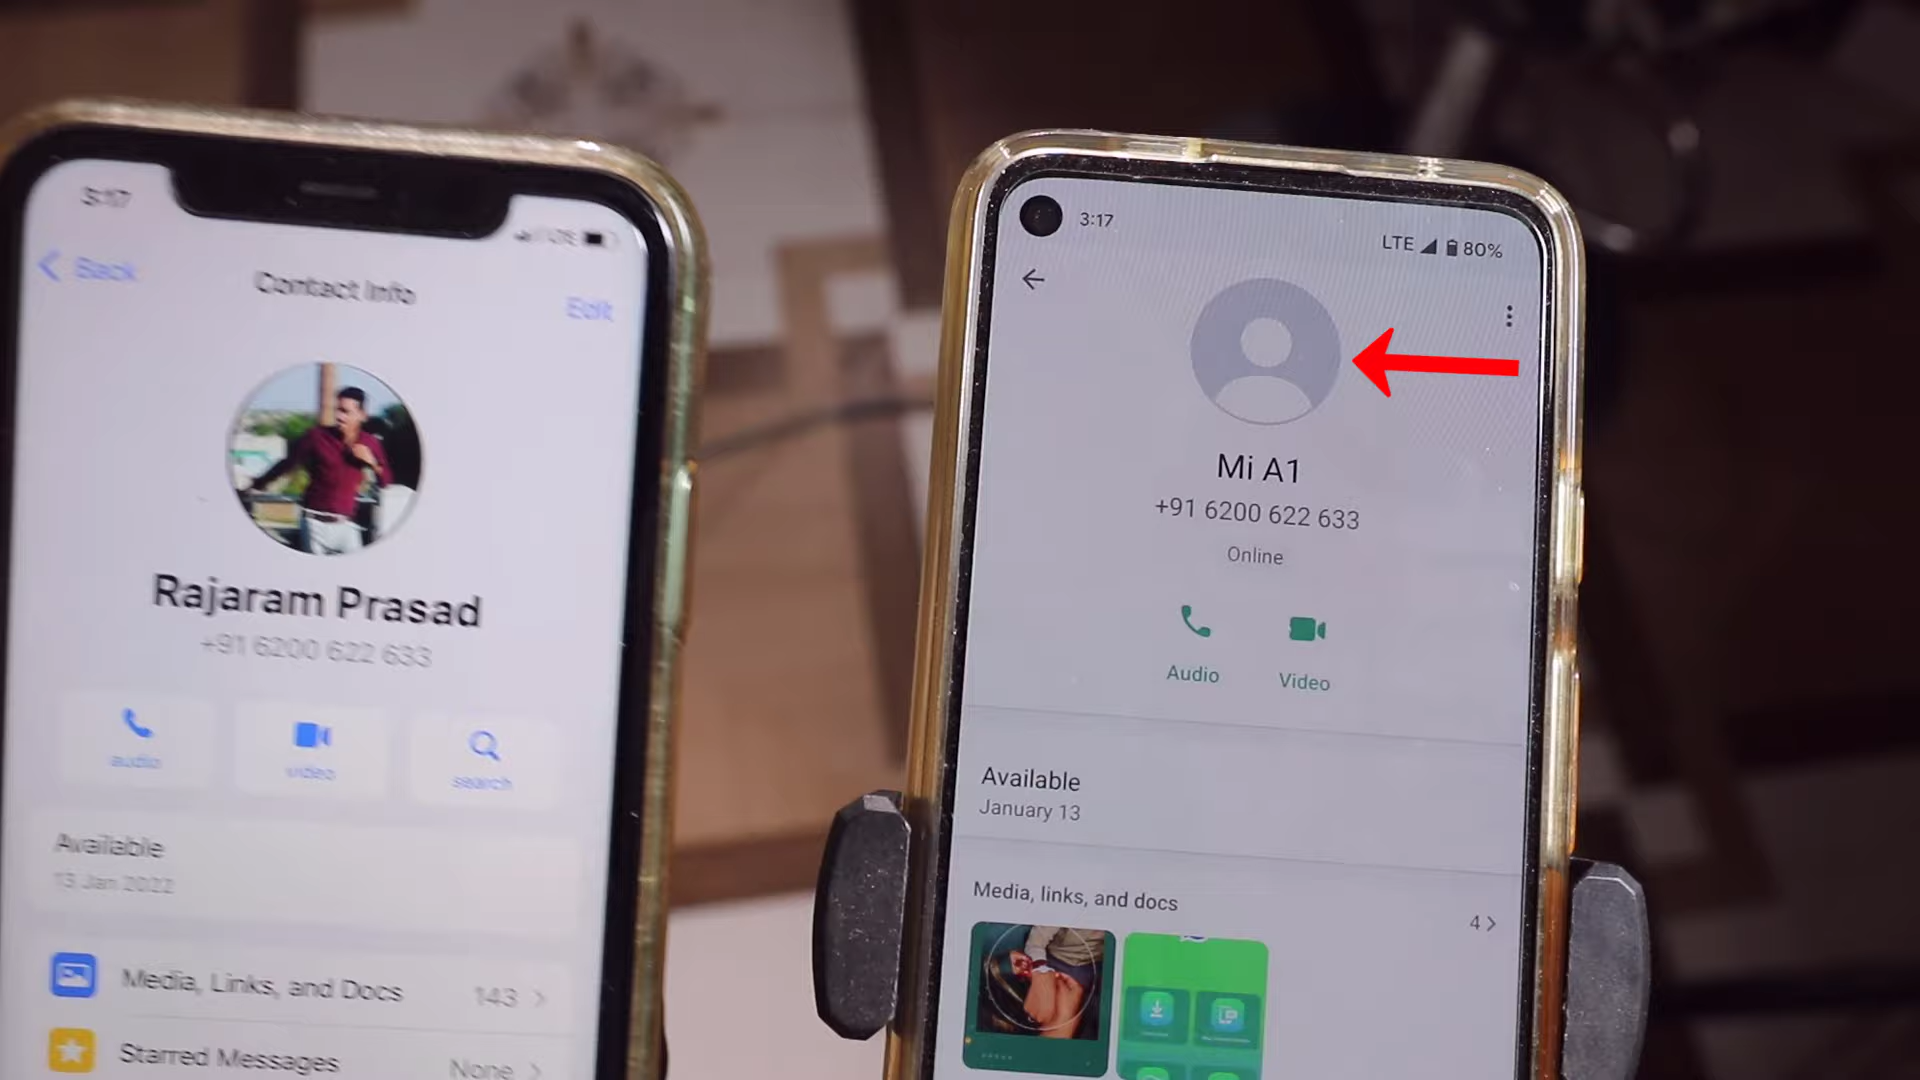 3:17
LTE
Back
Contact Info
Edit
Rajaram Prasad
+91 6200 622 633
audio
video
search
Available
13 Jan 2022
Media, Links, and Docs
143
Starred Messages
None
3:17
LTE
80%
Mi A1
+91 6200 622 633
Online
Audio
Video
Available
January 13
Media, links, and docs
4